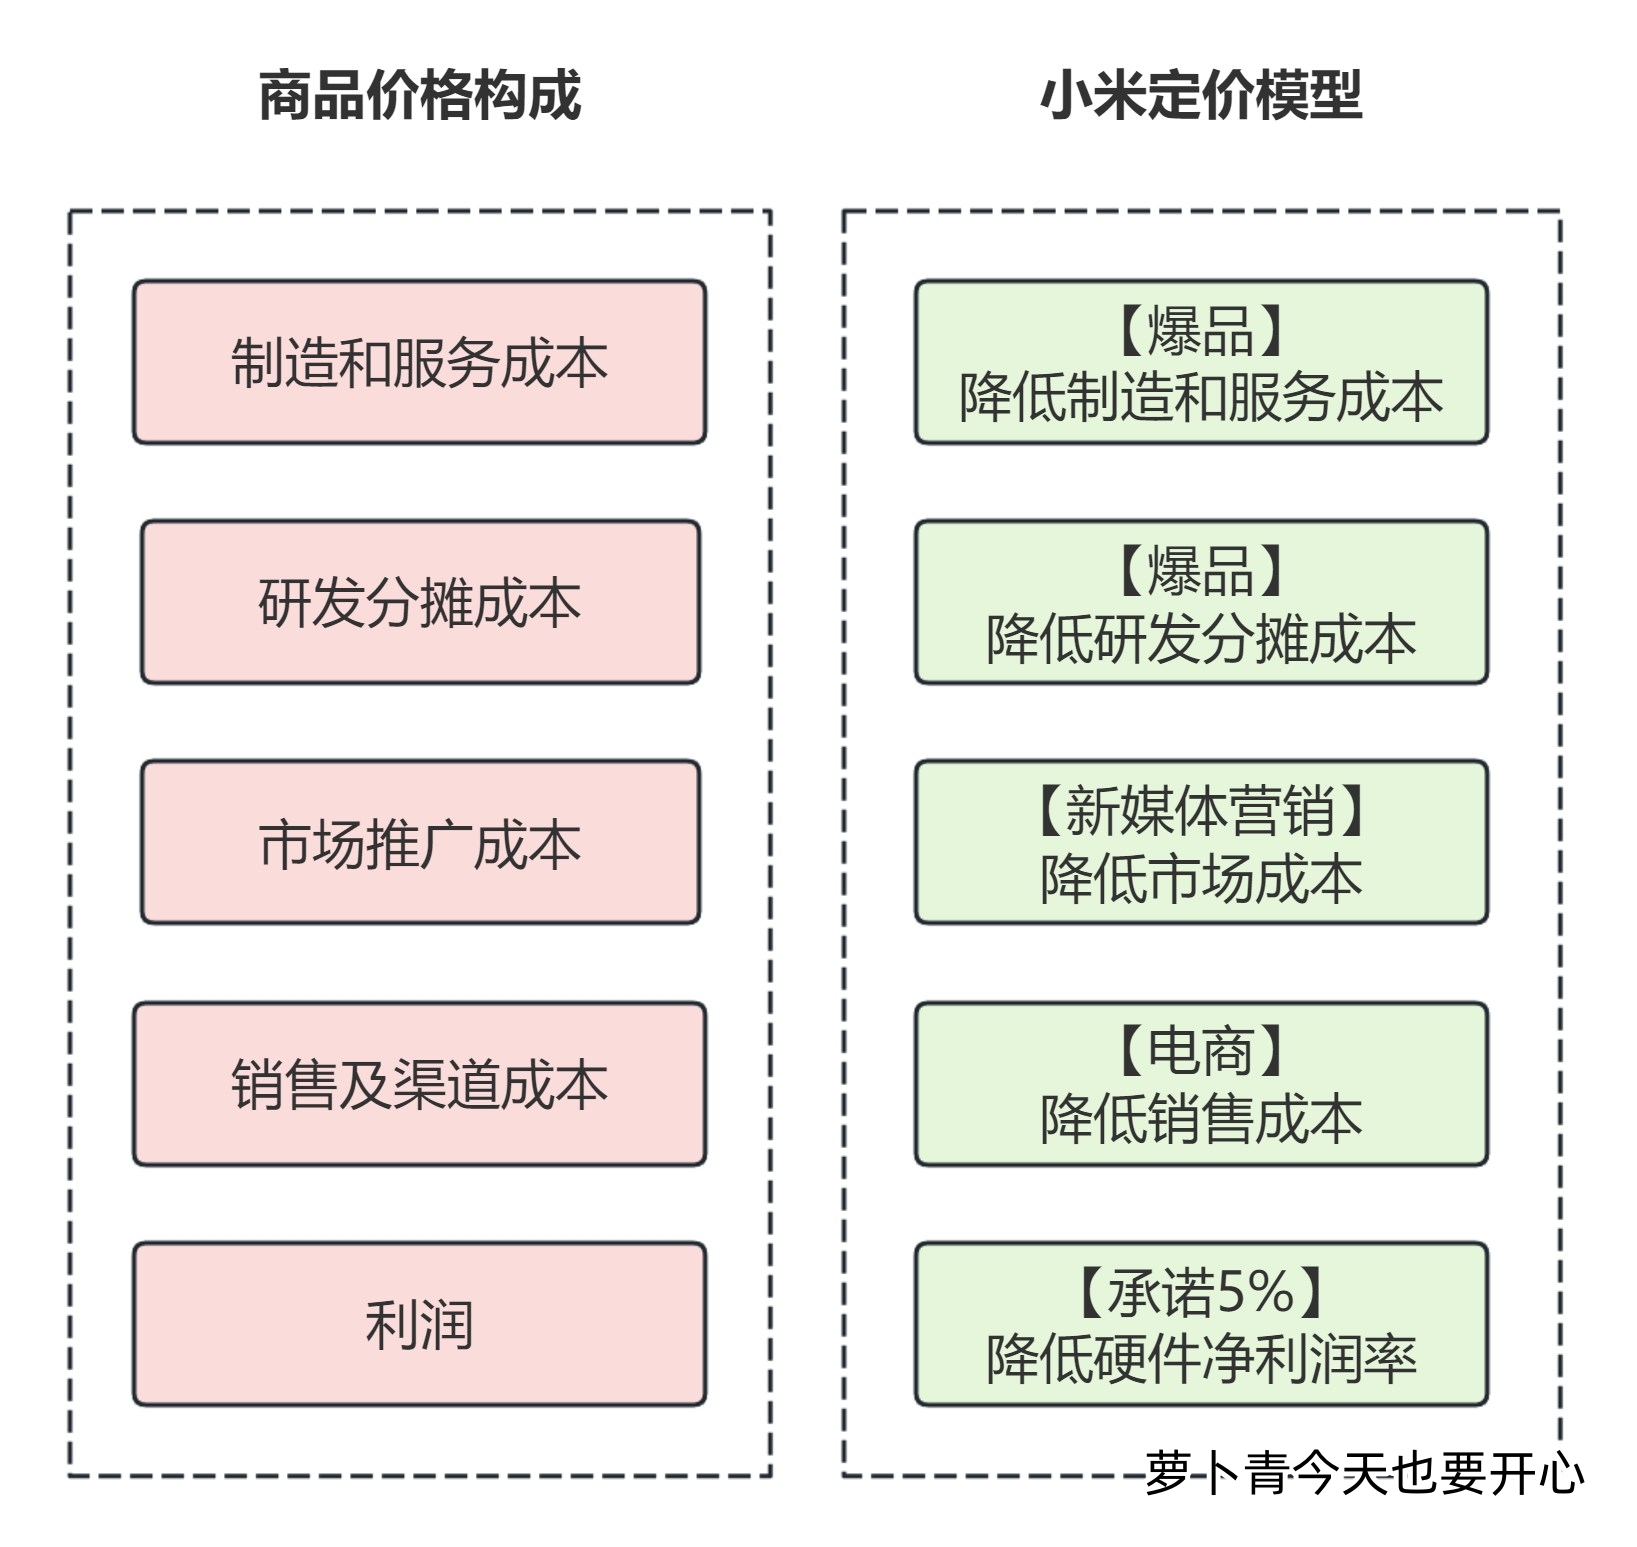 商品价格构成
制造和服务成本
研发分摊成本
市场推广成本
销售及渠道成本
利润
小米定价模型
【爆品】
降低制造和服务成本
【爆品】
降低研发分摊成本
【新媒体营销】
降低市场成本
【电商】
降低销售成本
【承诺5%】
降低硬件净利润率
萝卜青今天也要开心